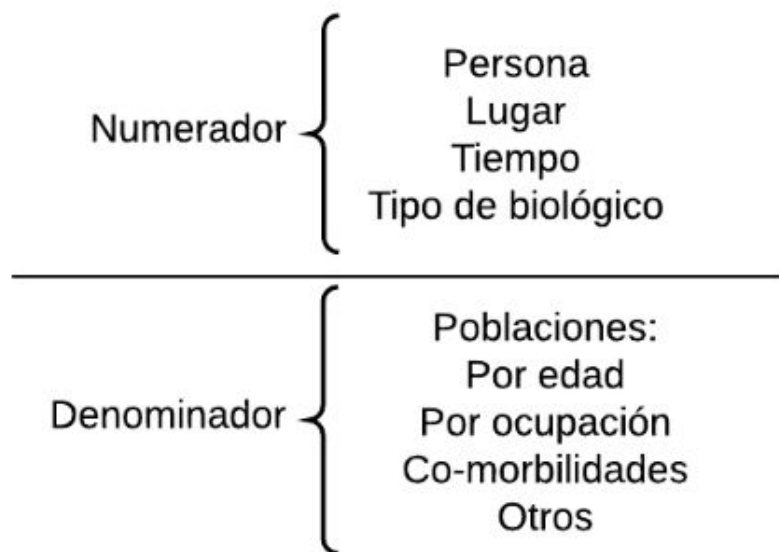 Numerador
Persona
Lugar
Tiempo
Tipo de biológico
Denominador
Poblaciones:
Por edad
Por ocupación
Co-morbilidades
Otros